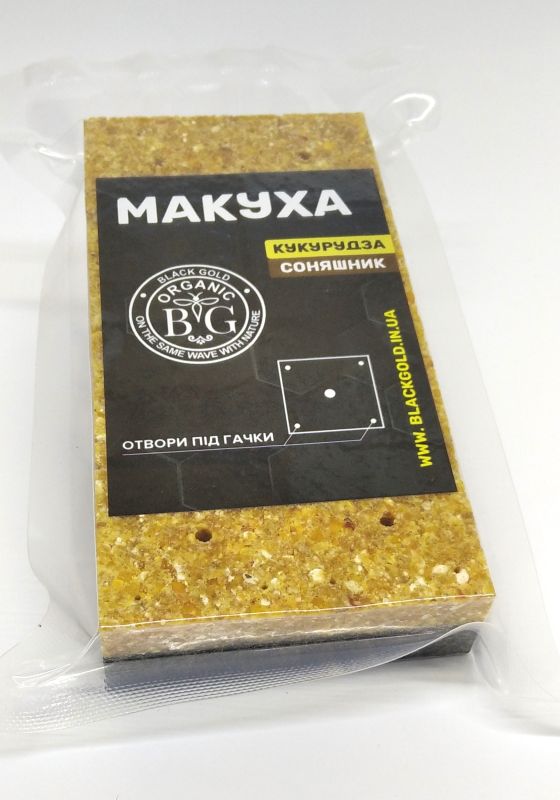 МАКУХА
КУКУРУДЗА
СОНЯШНИК
BLACK GOLD
ORGANIC
BG
ON THE SAME WAVE WITH NATURE
ОТВОРИ ПІД ГАЧКИ
WWW. BLACKGOLD.IN.UA